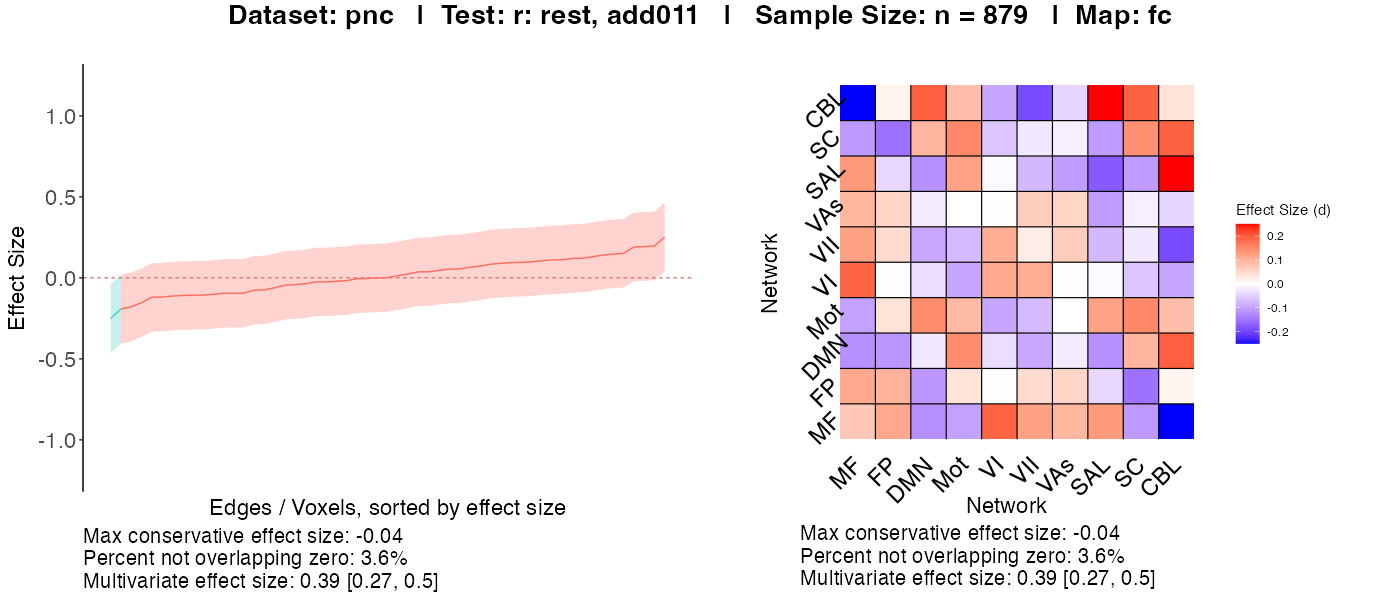 Dataset: pnc | Test: r: rest, add011 | Sample Size: n = 879 | Map: fc
Effect Size
1.0
0.5
0.0
-0.5
-1.0
Edges / Voxels, sorted by effect size
Max conservative effect size: -0.04
Percent not overlapping zero: 3.6%
Multivariate effect size: 0.39 [0.27, 0.5]
Network
CBL
SC
SAL
VAs
VII
VI
Mot
DMN
FP
MF
MF
FP
DMN
Mot
VI
VII
VAs
SAL
SC
CBL
Network
Max conservative effect size: -0.04
Percent not overlapping zero: 3.6%
Multivariate effect size: 0.39 [0.27, 0.5]
Effect Size (d)
0.2
0.1
0.0
-0.1
-0.2